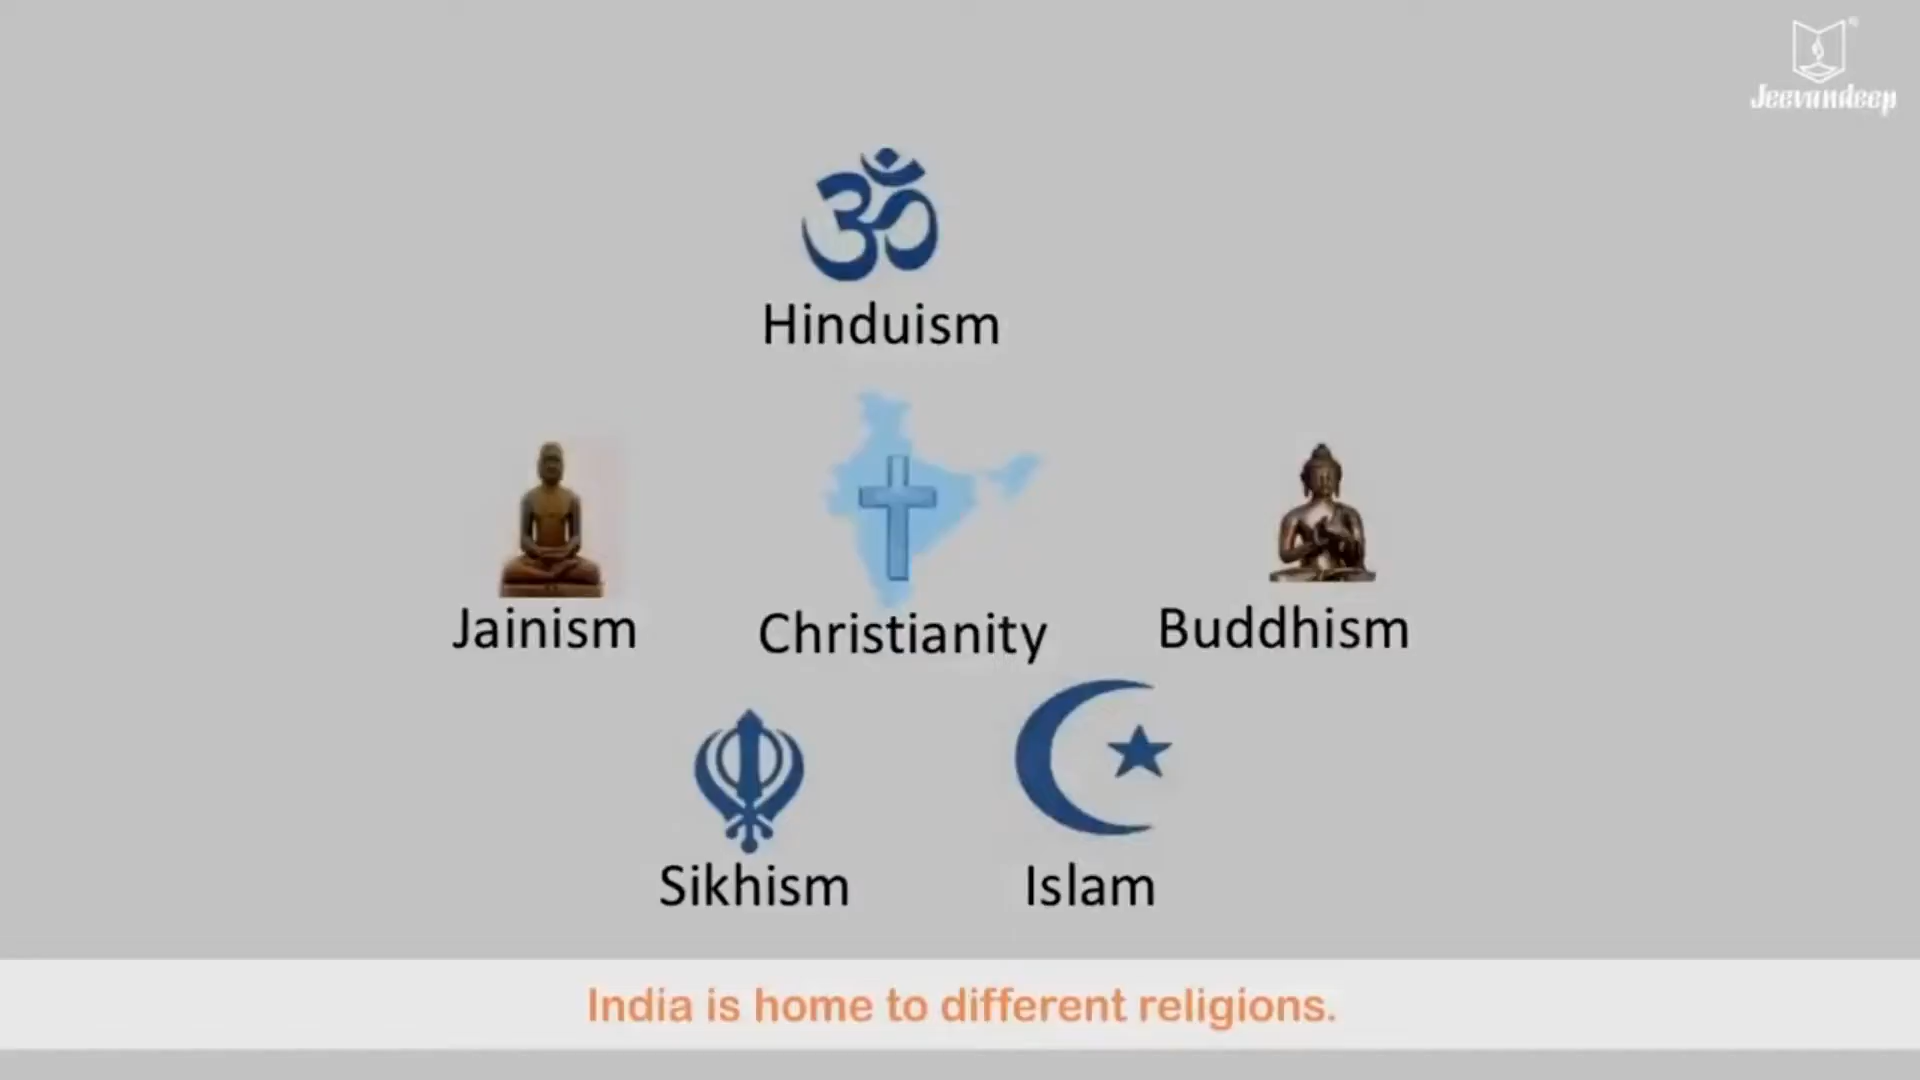 Jeevandeep
Hinduism
Jainism
Christianity
Buddhism
Sikhism
Islam
India is home to different religions.